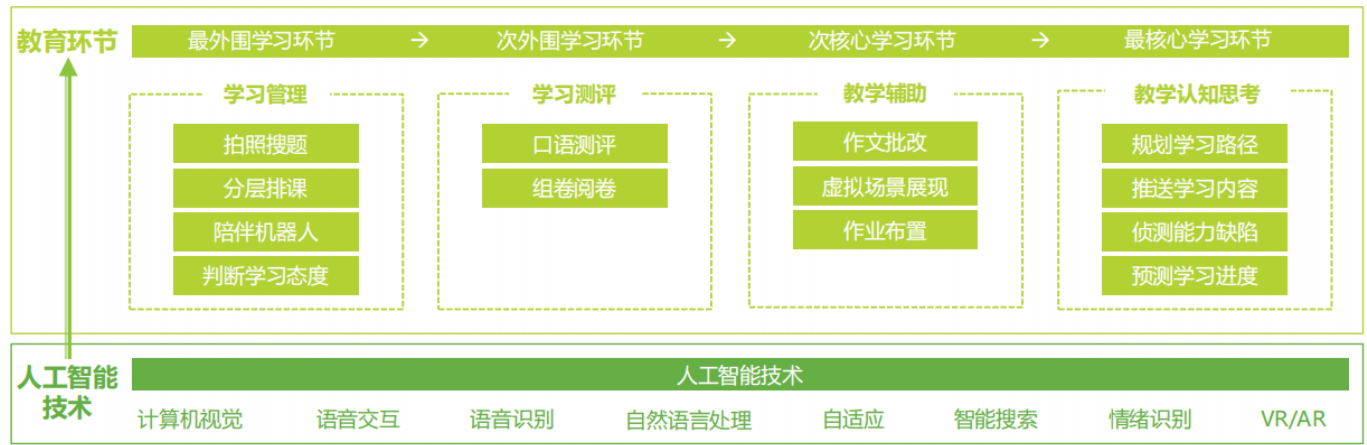 教育环节
最外围学习环节 → 次外围学习环节 → 次核心学习环节 → 最核心学习环节
学习管理
拍照搜题
分层排课
陪伴机器人
判断学习态度
学习测评
口语测评
组卷阅卷
教学辅助
作文批改
虚拟场景展现
作业布置
教学认知思考
规划学习路径
推送学习内容
侦测能力缺陷
预测学习进度
人工智能
技术
人工智能技术
计算机视觉 语音交互 语音识别 自然语言处理 自适应 智能搜索 情绪识别 VR/AR